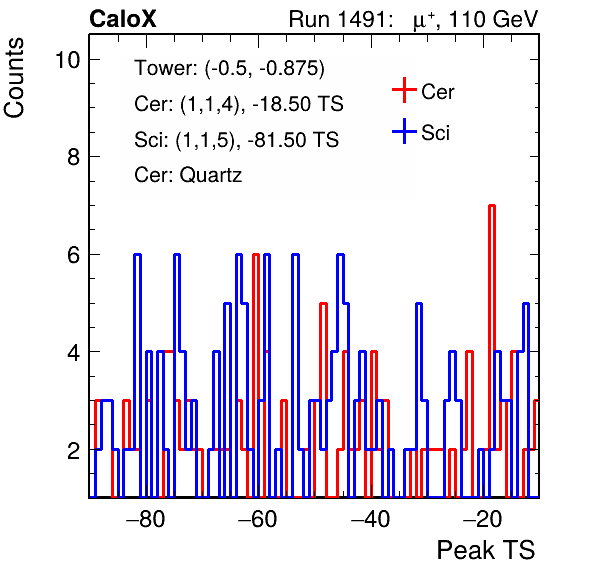 CaloX Run 1491: μ⁺, 110 GeV
Tower: (-0.5, -0.875)
Cer: (1,1,4), -18.50 TS
Sci: (1,1,5), -81.50 TS
Cer: Quartz
Cer
Sci
Counts
10
8
6
4
2
−80 −60 −40 −20
Peak TS